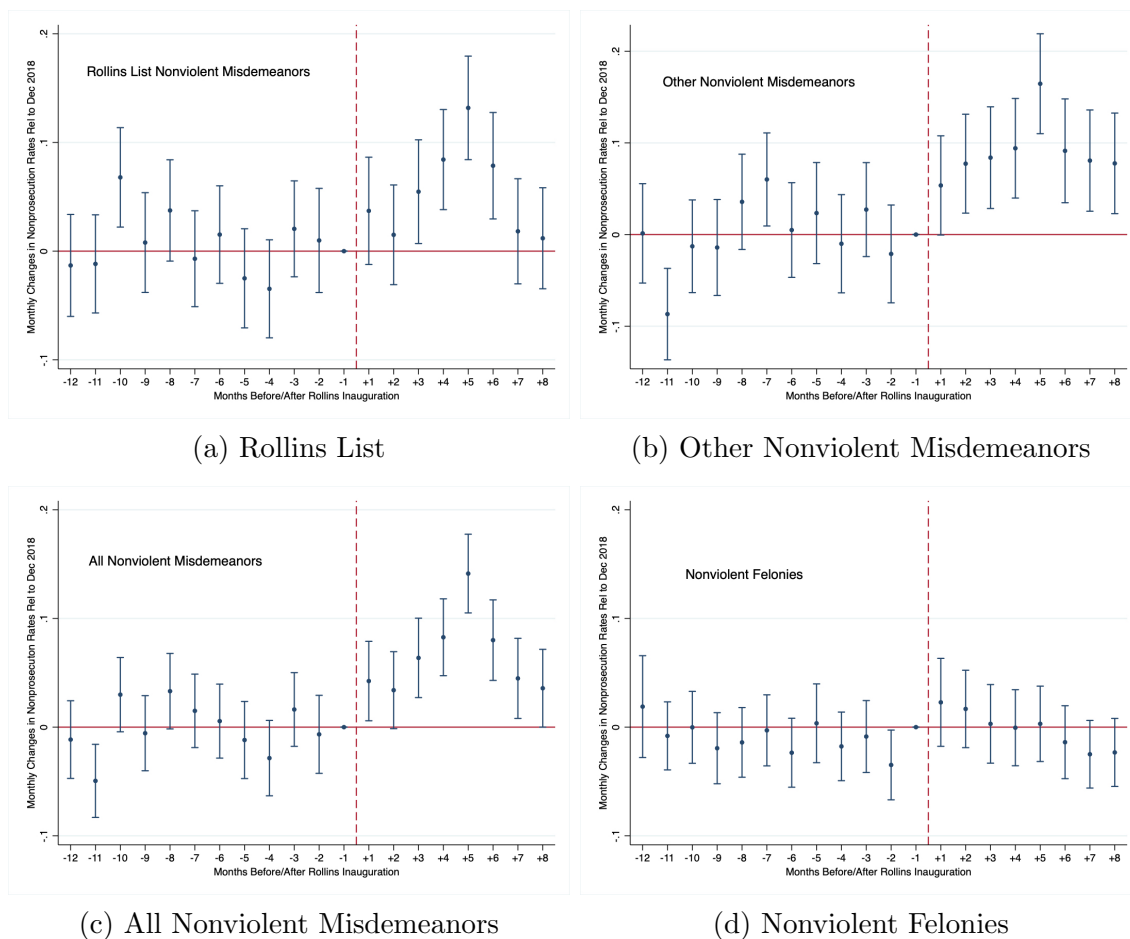 Monthly Changes in Nonprosecution Rates Rel to Dec 2018
.2
.1
0
-.1
Rollins List Nonviolent Misdemeanors
-12 -11 -10 -9 -8 -7 -6 -5 -4 -3 -2 -1 +1 +2 +3 +4 +5 +6 +7 +8
Months Before/After Rollins Inauguration
(a) Rollins List
Monthly Changes in Nonprosecution Rates Rel to Dec 2018
.2
.1
0
-.1
Other Nonviolent Misdemeanors
-12 -11 -10 -9 -8 -7 -6 -5 -4 -3 -2 -1 +1 +2 +3 +4 +5 +6 +7 +8
Months Before/After Rollins Inauguration
(b) Other Nonviolent Misdemeanors
Monthly Changes in Nonprosecuton Rates Rel to Dec 2018
.2
.1
0
-.1
All Nonviolent Misdemeanors
-12 -11 -10 -9 -8 -7 -6 -5 -4 -3 -2 -1 +1 +2 +3 +4 +5 +6 +7 +8
Months Before/After Rollins Inauguration
(c) All Nonviolent Misdemeanors
Monthly Changes in Nonprosecution Rates Rel to Dec 2018
.2
.1
0
-.1
Nonviolent Felonies
-12 -11 -10 -9 -8 -7 -6 -5 -4 -3 -2 -1 +1 +2 +3 +4 +5 +6 +7 +8
Months Before/After Rollins Inauguration
(d) Nonviolent Felonies